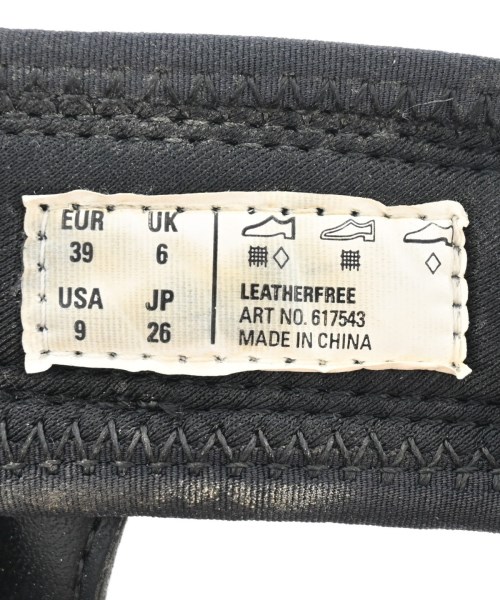 EUR UK
39 6
USA JP
9 26
LEATHERFREE
ART NO. 617543
MADE IN CHINA